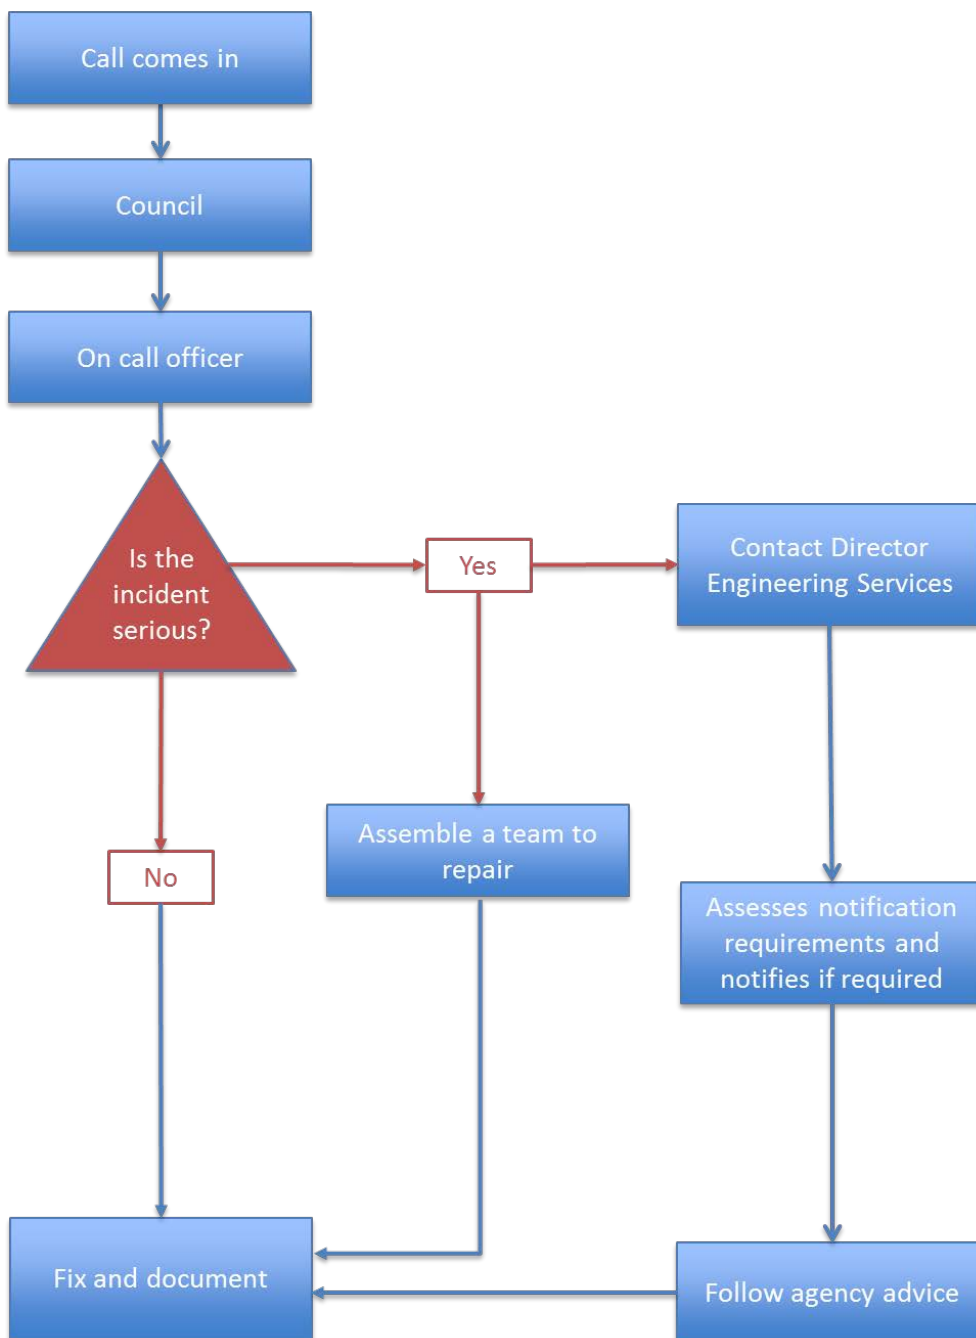 Call comes in
Council
On call officer
Is the
incident
serious?
Yes
Contact Director
Engineering Services
Assemble a team to
repair
No
Assesses notification
requirements and
notifies if required
Fix and document
Follow agency advice